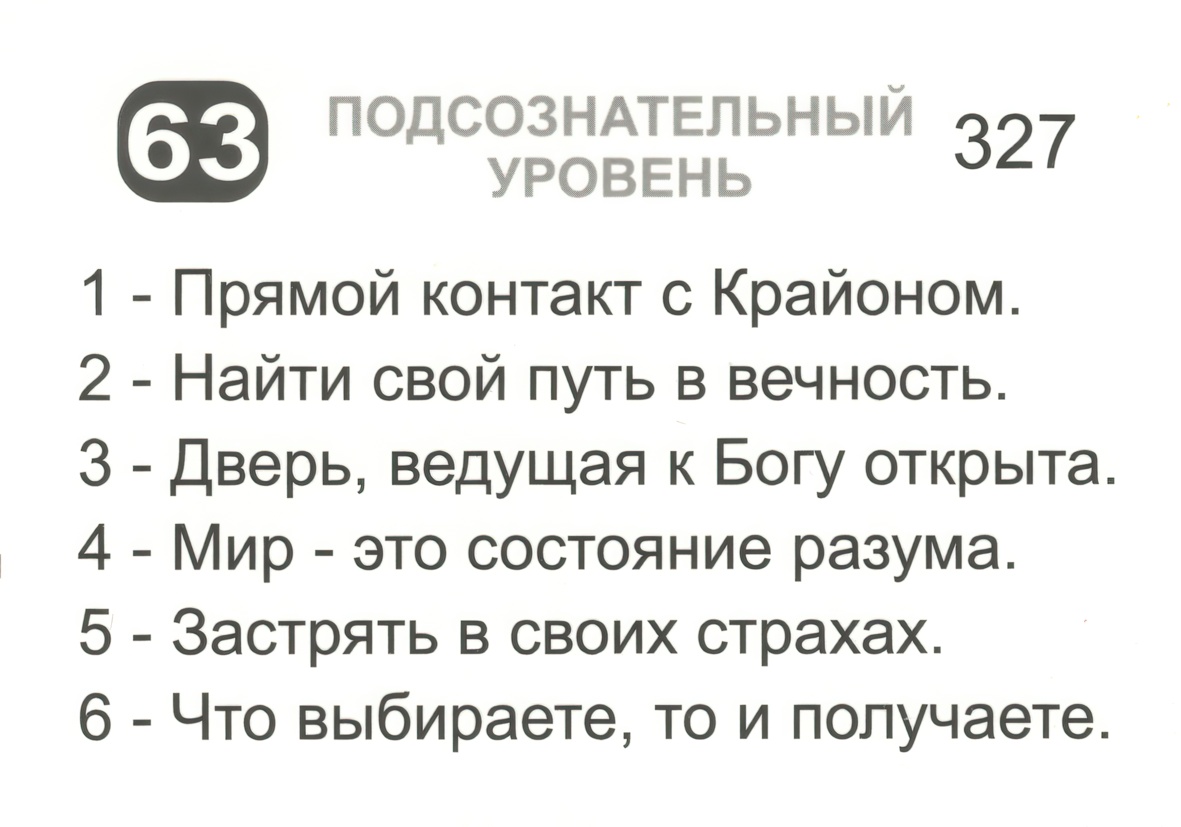 63 ПОДСОЗНАТЕЛЬНЫЙ 327
УРОВЕНЬ
1 - Прямой контакт с Крайоном.
2 - Найти свой путь в вечность.
3 - Дверь, ведущая к Богу открыта.
4 - Мир - это состояние разума.
5 - Застрять в своих страхах.
6 - Что выбираете, то и получаете.